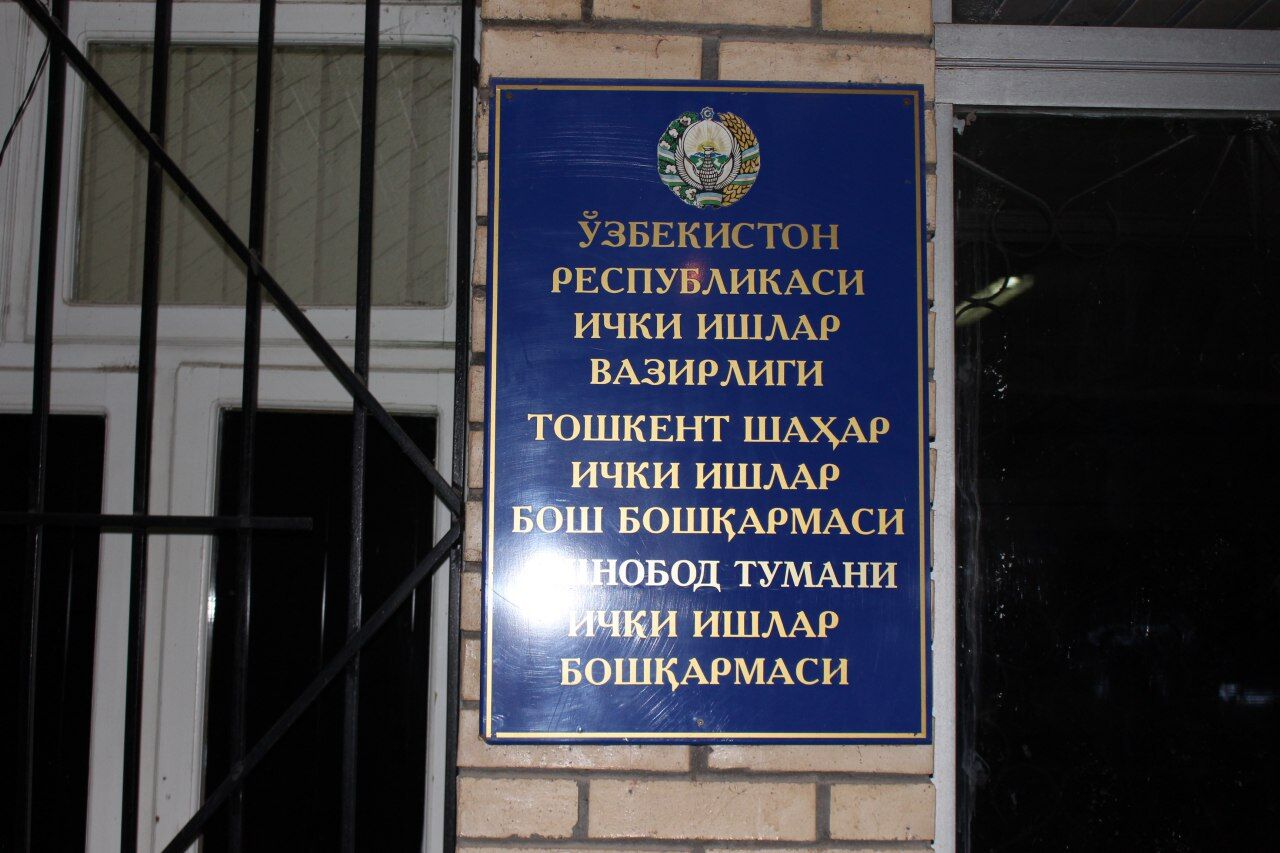 ЎЗБЕКИСТОН
РЕСПУБЛИКАСИ
ИЧКИ ИШЛАР
ВАЗИРЛИГИ
ТОШКЕНТ ШАҲАР
ИЧКИ ИШЛАР
БОШ БОШҚАРМАСИ
ТУМАНИ
ИЧКИ ИШЛАР
БОШҚАРМАСИ